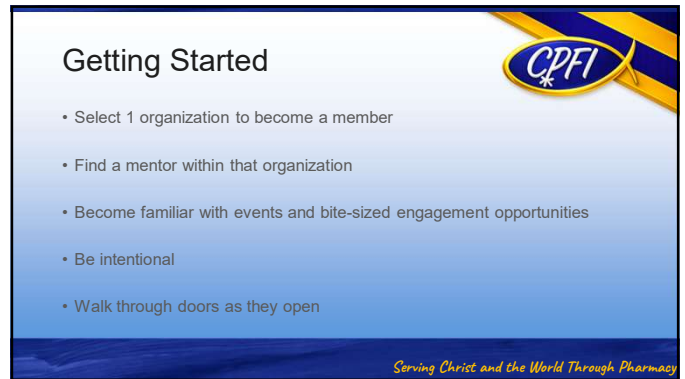 Getting Started
CPFI
• Select 1 organization to become a member
• Find a mentor within that organization
• Become familiar with events and bite-sized engagement opportunities
• Be intentional
• Walk through doors as they open
Serving Christ and the World Through Pharmacy